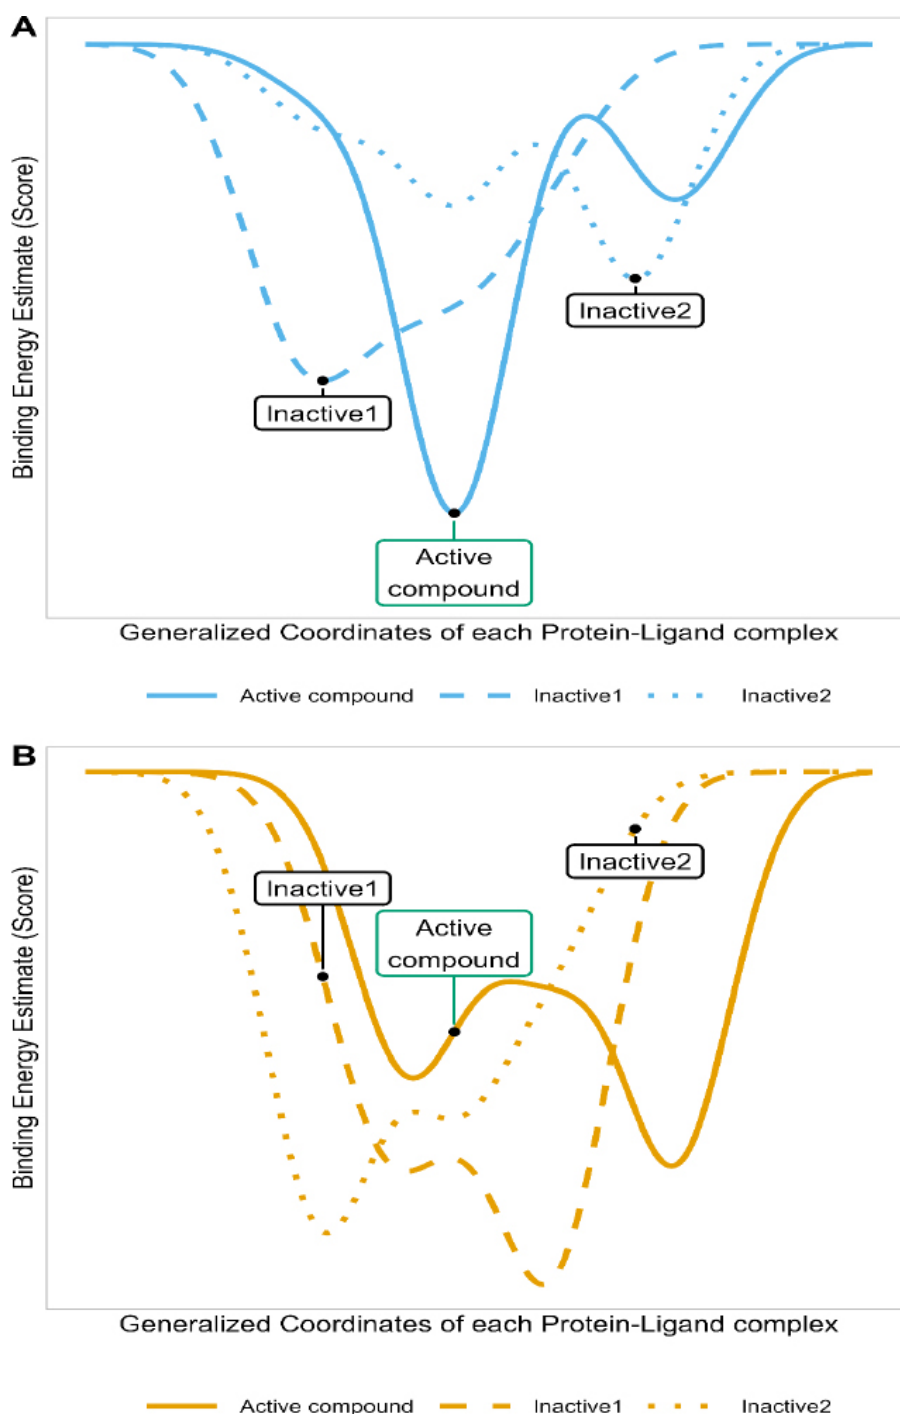 A
Binding Energy Estimate (Score)
Inactive2
Inactive1
Active
compound
Generalized Coordinates of each Protein-Ligand complex
Active compound Inactive1 Inactive2
B
Binding Energy Estimate (Score)
Inactive2
Inactive1
Active
compound
Generalized Coordinates of each Protein-Ligand complex
Active compound Inactive1 Inactive2